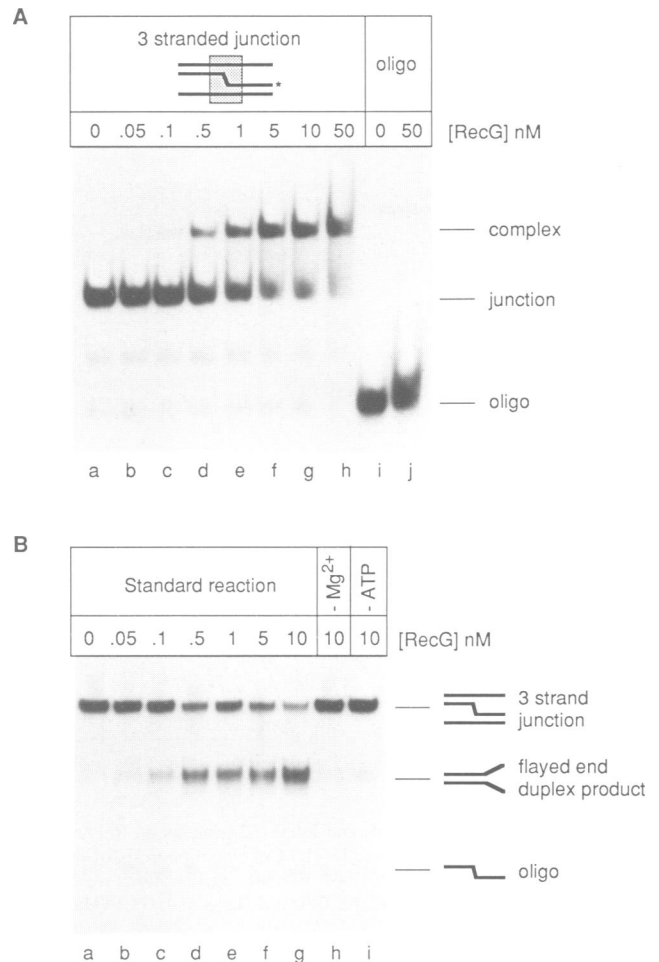 A
3 stranded junction
oligo
*
0 .05 .1 .5 1 5 10 50 0 50 [RecG] nM
complex
junction
oligo
a b c d e f g h i j
B
Standard reaction
- Mg2+
- ATP
0 .05 .1 .5 1 5 10 10 10 [RecG] nM
3 strand
junction
flayed end
duplex product
oligo
a b c d e f g h i